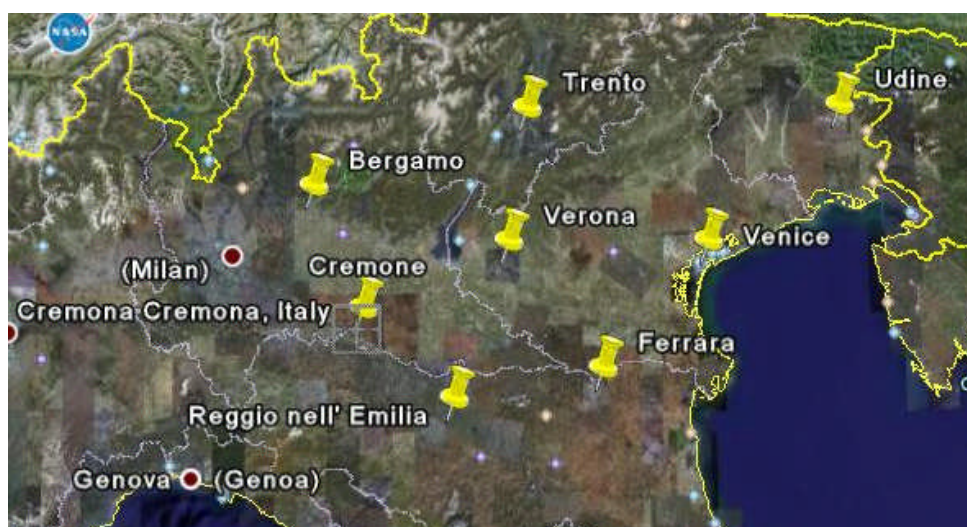 NASA
Trento
Udine
Bergamo
Verona
Venice
(Milan)
Cremone
Cremona Cremona, Italy
Ferrara
Reggio nell' Emilia
Genova (Genoa)